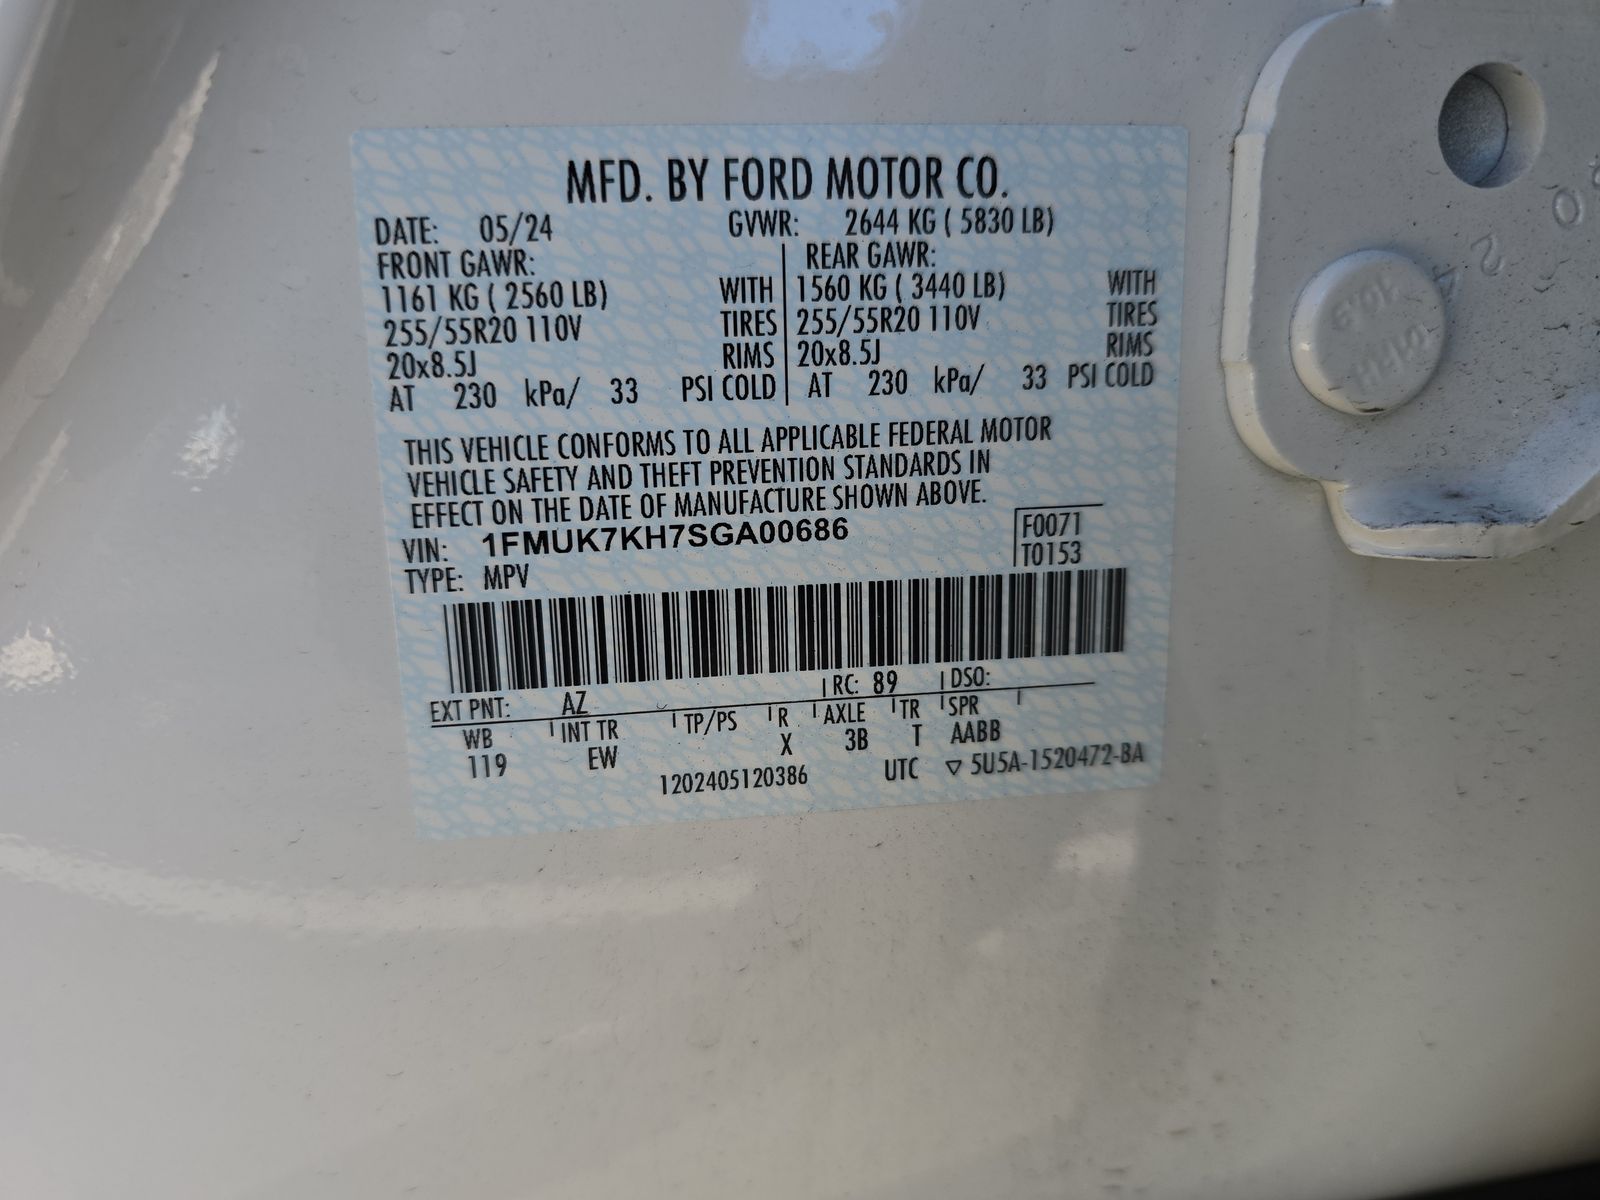 MFD. BY FORD MOTOR CO.
DATE: 05/24 GVWR: 2644 KG ( 5830 LB)
FRONT GAWR: REAR GAWR:
1161 KG ( 2560 LB) WITH 1560 KG ( 3440 LB) WITH
255/55R20 110V TIRES 255/55R20 110V TIRES
20x8.5J RIMS 20x8.5J RIMS
AT 230 kPa/ 33 PSI COLD AT 230 kPa/ 33 PSI COLD
THIS VEHICLE CONFORMS TO ALL APPLICABLE FEDERAL MOTOR
VEHICLE SAFETY AND THEFT PREVENTION STANDARDS IN
EFFECT ON THE DATE OF MANUFACTURE SHOWN ABOVE.
VIN: 1FMUK7KH7SGA00686 F0071
TYPE: MPV T0153
EXT PNT: AZ RC: 89 DSO:
WB INT TR TP/PS R AXLE TR SPR
119 EW X 3B T AABB
1202405120386 UTC ▽ 5U5A-1520472-BA
10.9